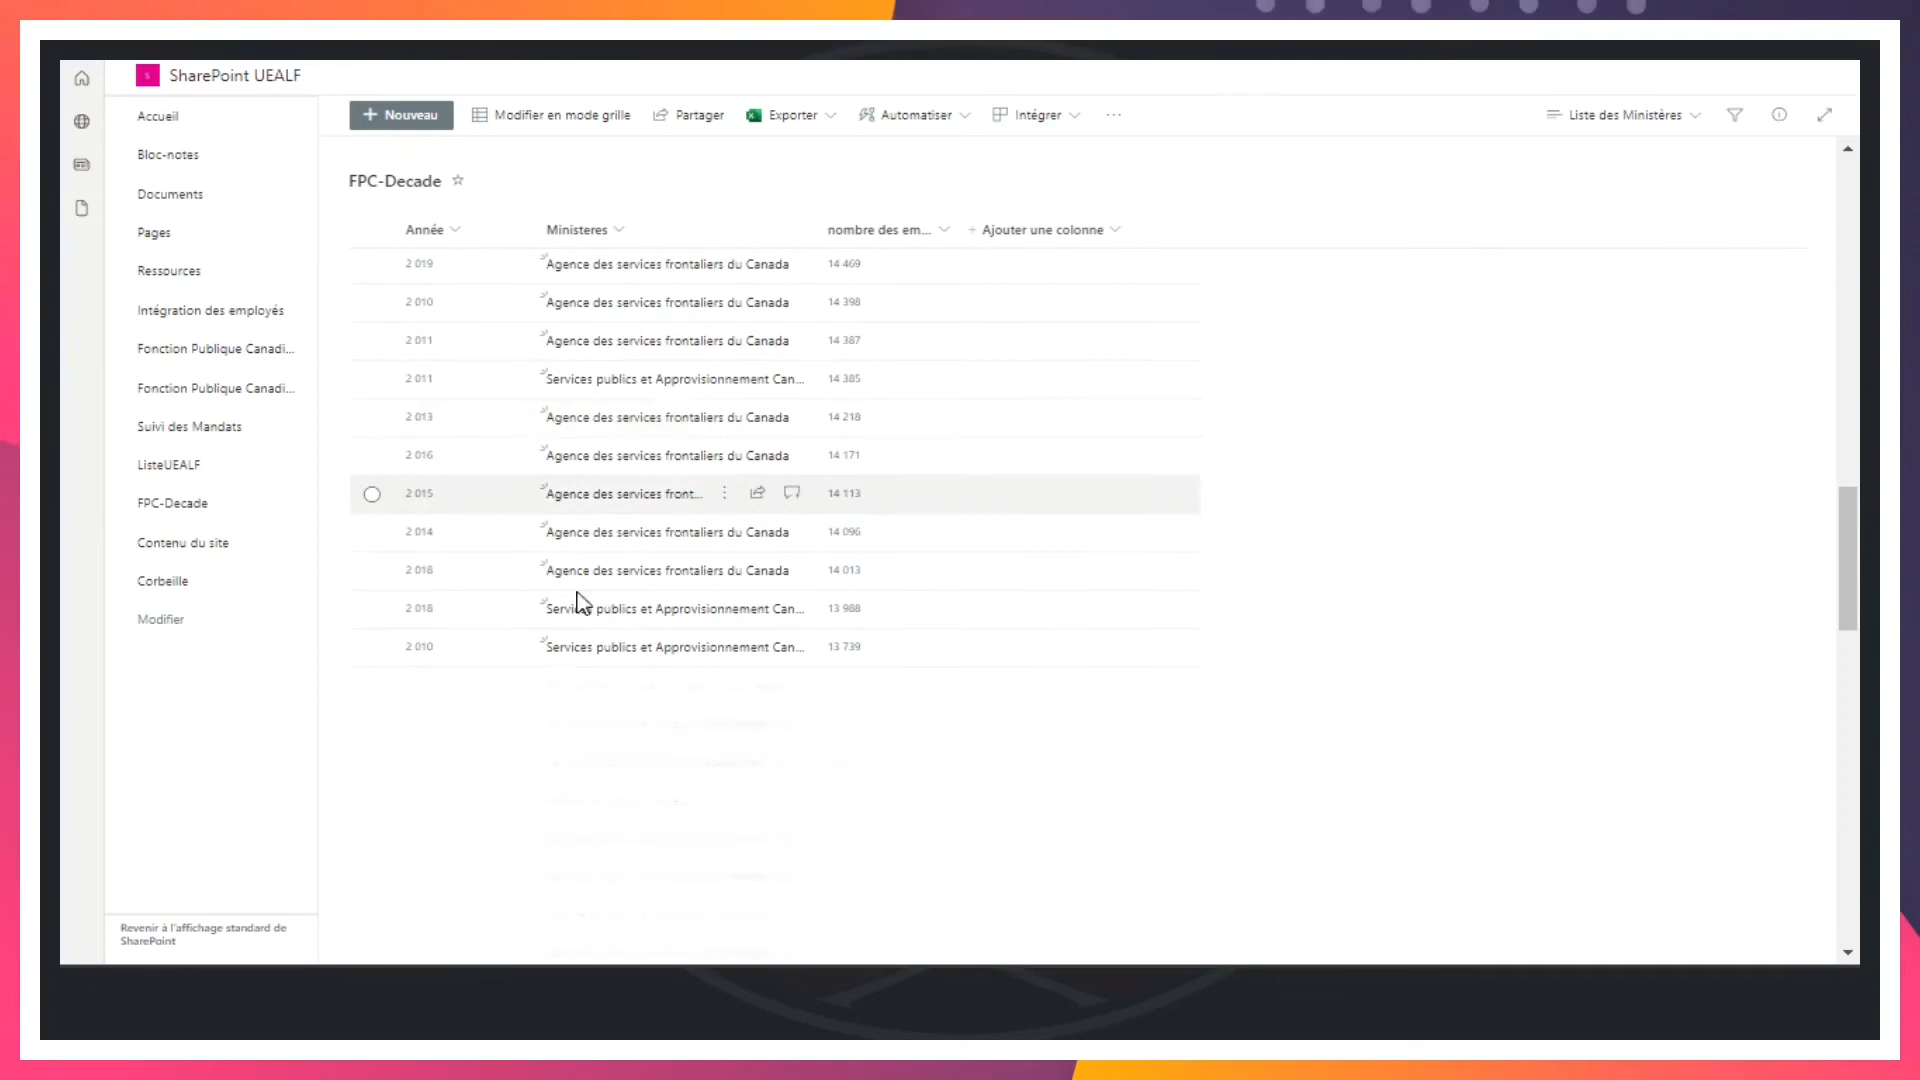 SharePoint UEALF
Accueil
Bloc-notes
Documents
Pages
Ressources
Intégration des employés
Fonction Publique Canadi...
Fonction Publique Canadi...
Suivi des Mandats
ListeUEALF
FPC-Decade
Contenu du site
Corbeille
Modifier
Revenir à l'affichage standard de
SharePoint
+ Nouveau Modifier en mode grille Partager Exporter Automatiser Intégrer ... Liste des Ministères
FPC-Decade
Année Ministeres nombre des em... + Ajouter une colonne
2 019 Agence des services frontaliers du Canada 14 469
2 010 Agence des services frontaliers du Canada 14 398
2 011 Agence des services frontaliers du Canada 14 387
2 011 Services publics et Approvisionnement Can... 14 385
2 013 Agence des services frontaliers du Canada 14 218
2 016 Agence des services frontaliers du Canada 14 171
2 015 Agence des services front... 14 113
2 014 Agence des services frontaliers du Canada 14 096
2 018 Agence des services frontaliers du Canada 14 013
2 018 Services publics et Approvisionnement Can... 13 988
2 010 Services publics et Approvisionnement Can... 13 739